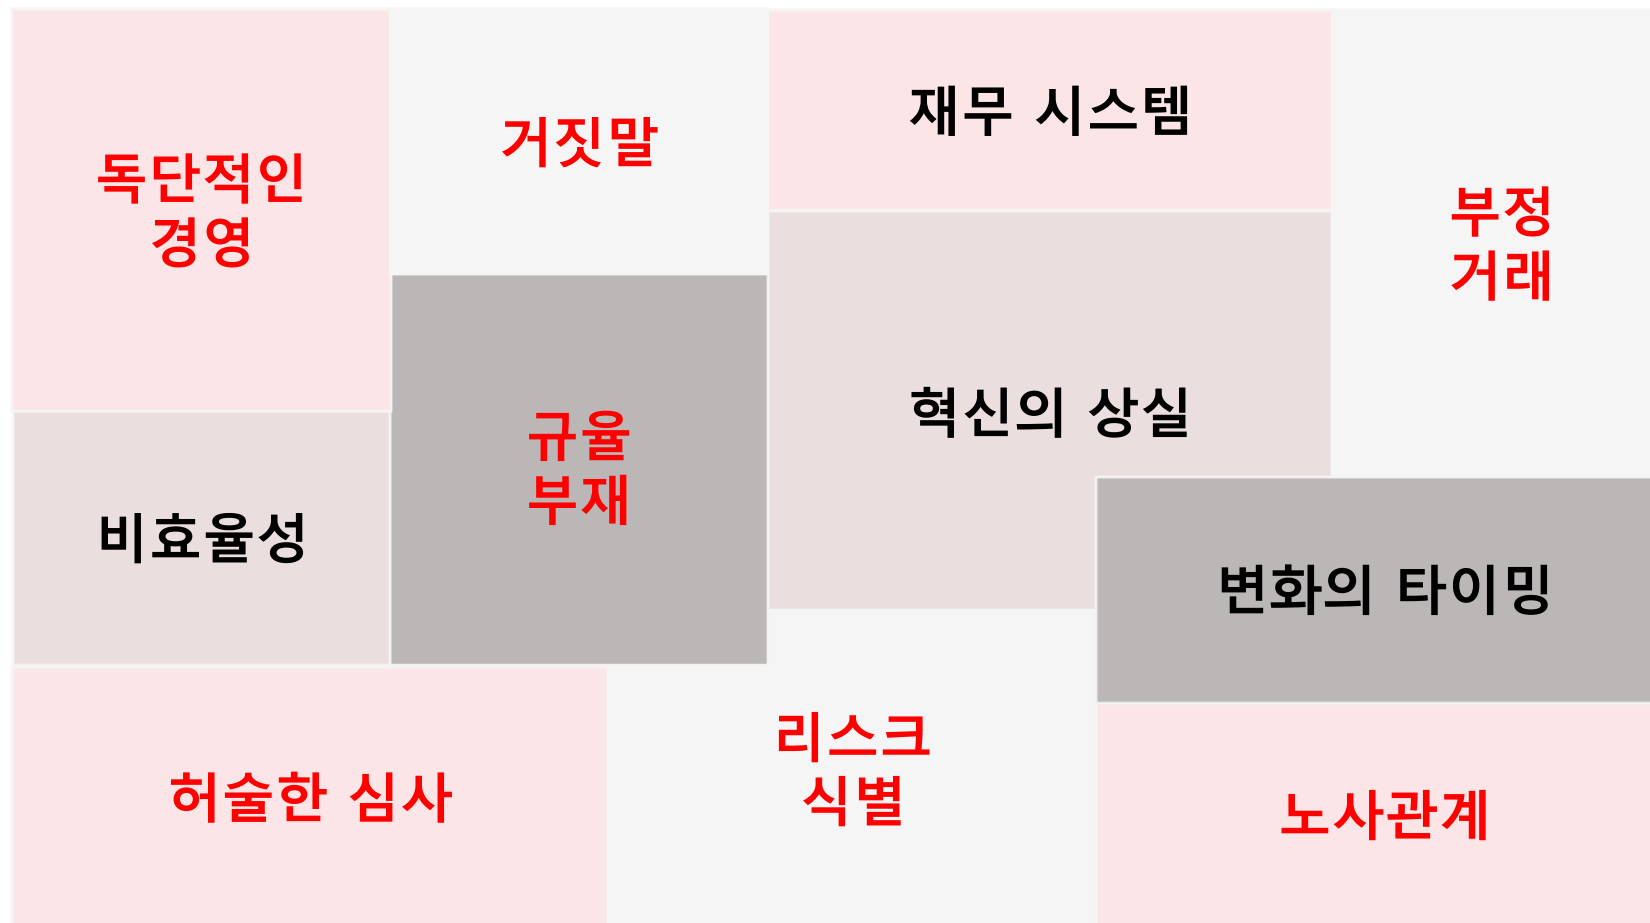 독단적인
경영
거짓말
재무 시스템
부정
거래
비효율성
규율
부재
혁신의 상실
변화의 타이밍
허술한 심사
리스크
식별
노사관계